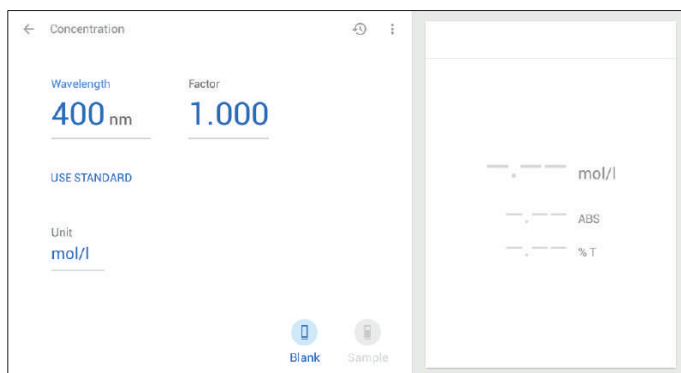 Concentration
Wavelength Factor
400 nm 1.000
USE STANDARD
Unit
mol/l
Blank Sample
-.-- mol/l
-.-- ABS
-.-- % T